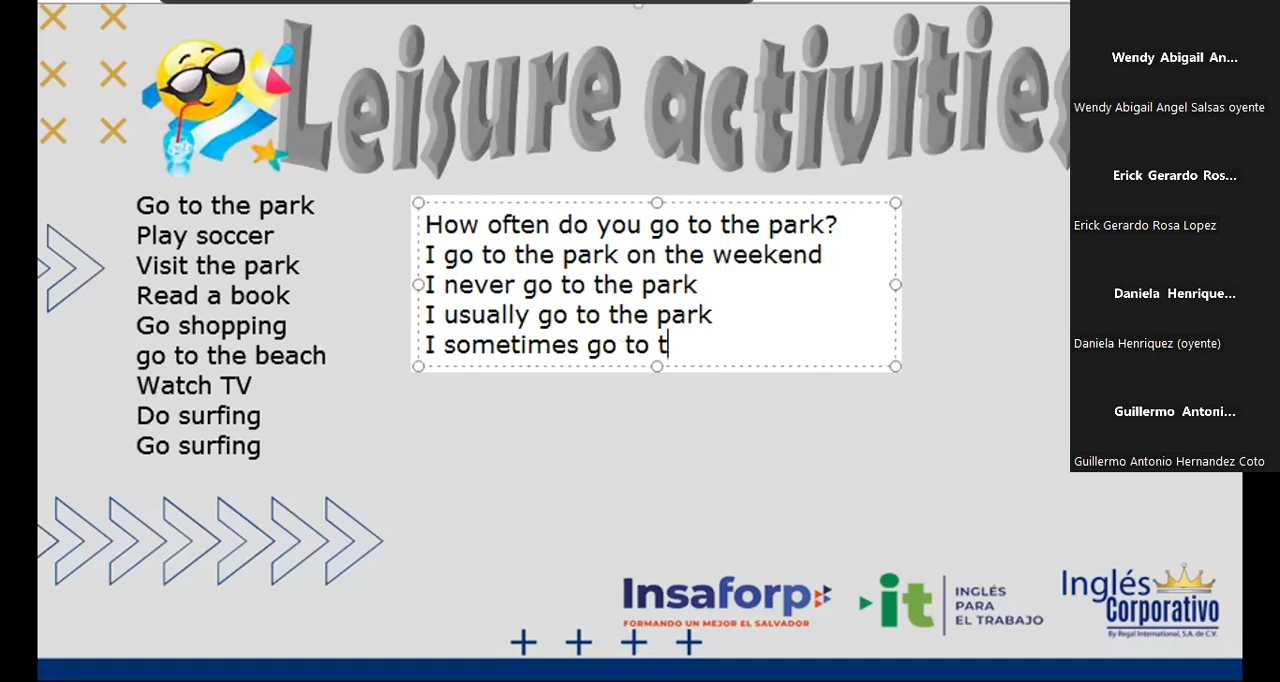 Leisure activities
Go to the park
Play soccer
Visit the park
Read a book
Go shopping
go to the beach
Watch TV
Do surfing
Go surfing
How often do you go to the park?
I go to the park on the weekend
I never go to the park
I usually go to the park
I sometimes go to t
Wendy Abigail An...
Wendy Abigail Angel Salsas oyente
Erick Gerardo Ros...
Erick Gerardo Rosa Lopez
Daniela Henrique...
Daniela Henriquez (oyente)
Guillermo Antoni...
Guillermo Antonio Hernandez Coto
Insaforp
FORMANDO UN MEJOR EL SALVADOR
it
INGLÉS
PARA
EL TRABAJO
Inglés
Corporativo
By Regal International, S.A. de C.V.